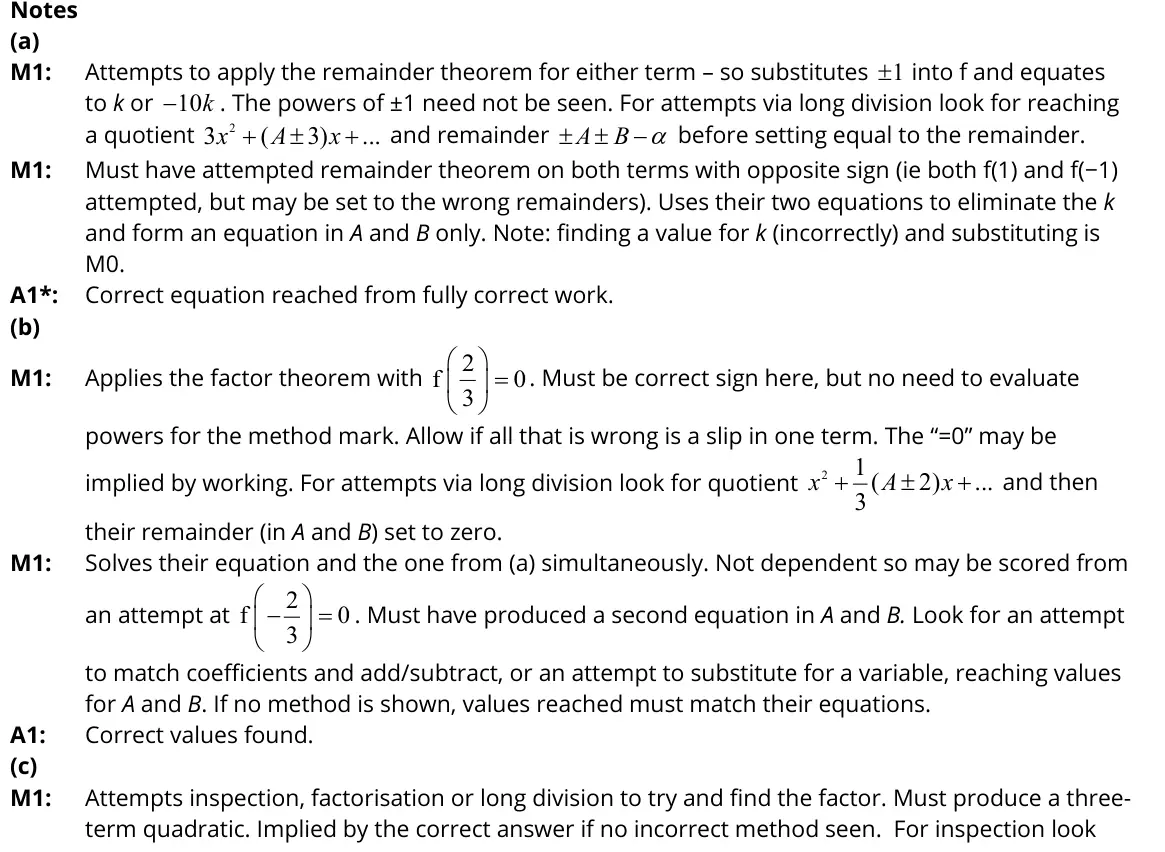 Notes
(a)
M1: Attempts to apply the remainder theorem for either term – so substitutes ±1 into f and equates
to k or −10k . The powers of ±1 need not be seen. For attempts via long division look for reaching
a quotient 3x² + (A±3)x + ... and remainder ±A±B−α before setting equal to the remainder.
M1: Must have attempted remainder theorem on both terms with opposite sign (ie both f(1) and f(−1)
attempted, but may be set to the wrong remainders). Uses their two equations to eliminate the k
and form an equation in A and B only. Note: finding a value for k (incorrectly) and substituting is
M0.
A1*: Correct equation reached from fully correct work.
(b)
M1: Applies the factor theorem with f(2/3) = 0. Must be correct sign here, but no need to evaluate
powers for the method mark. Allow if all that is wrong is a slip in one term. The “=0” may be
implied by working. For attempts via long division look for quotient x² + 1/3(A±2)x + ... and then
their remainder (in A and B) set to zero.
M1: Solves their equation and the one from (a) simultaneously. Not dependent so may be scored from
an attempt at f(−2/3) = 0. Must have produced a second equation in A and B. Look for an attempt
to match coefficients and add/subtract, or an attempt to substitute for a variable, reaching values
for A and B. If no method is shown, values reached must match their equations.
A1: Correct values found.
(c)
M1: Attempts inspection, factorisation or long division to try and find the factor. Must produce a three-
term quadratic. Implied by the correct answer if no incorrect method seen. For inspection look